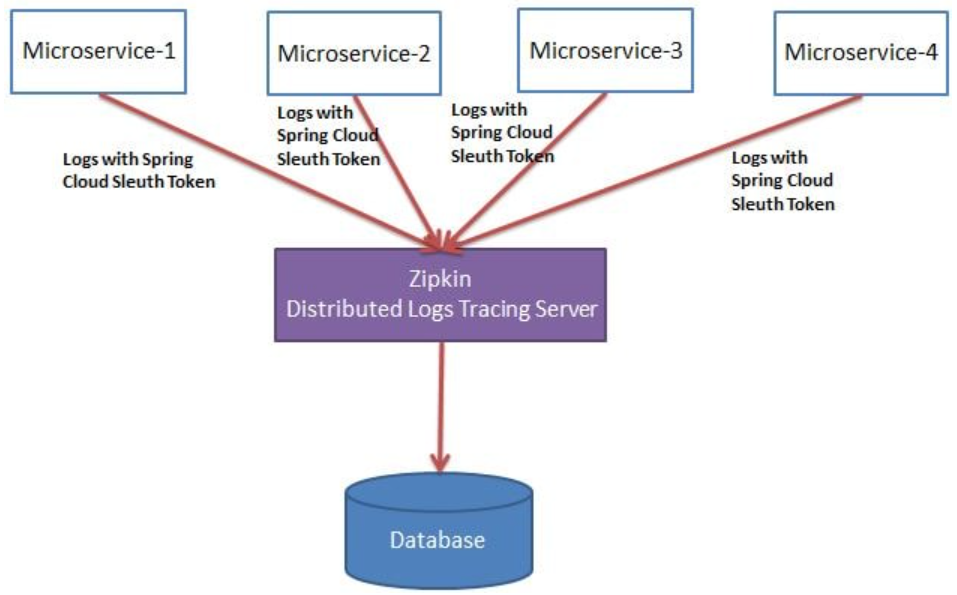 Microservice-1
Microservice-2
Microservice-3
Microservice-4
Logs with Spring
Cloud Sleuth Token
Logs with
Spring Cloud
Sleuth Token
Logs with
Spring Cloud
Sleuth Token
Logs with
Spring Cloud
Sleuth Token
Zipkin
Distributed Logs Tracing Server
Database